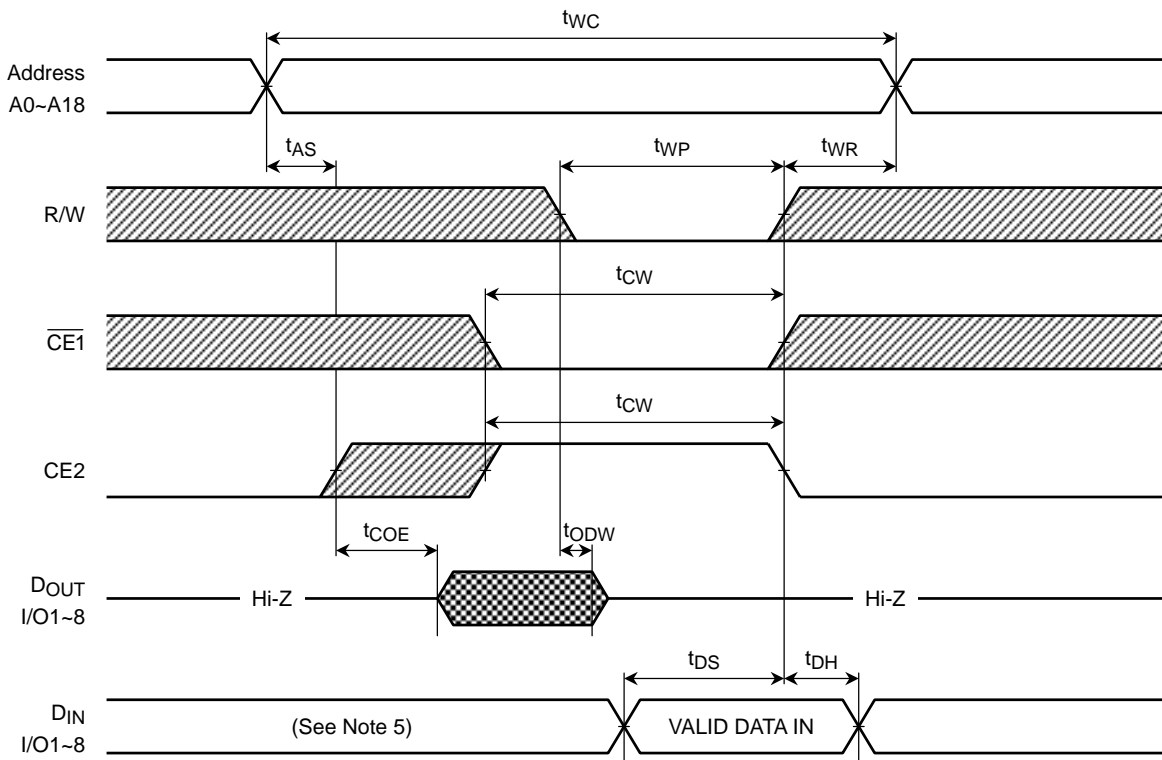 tWC
Address
A0~A18
tAS
tWP
tWR
R/W
tCW
CE1
tCW
CE2
tCOE
tODW
DOUT
I/O1~8
Hi-Z
Hi-Z
tDS
tDH
DIN
I/O1~8
(See Note 5)
VALID DATA IN